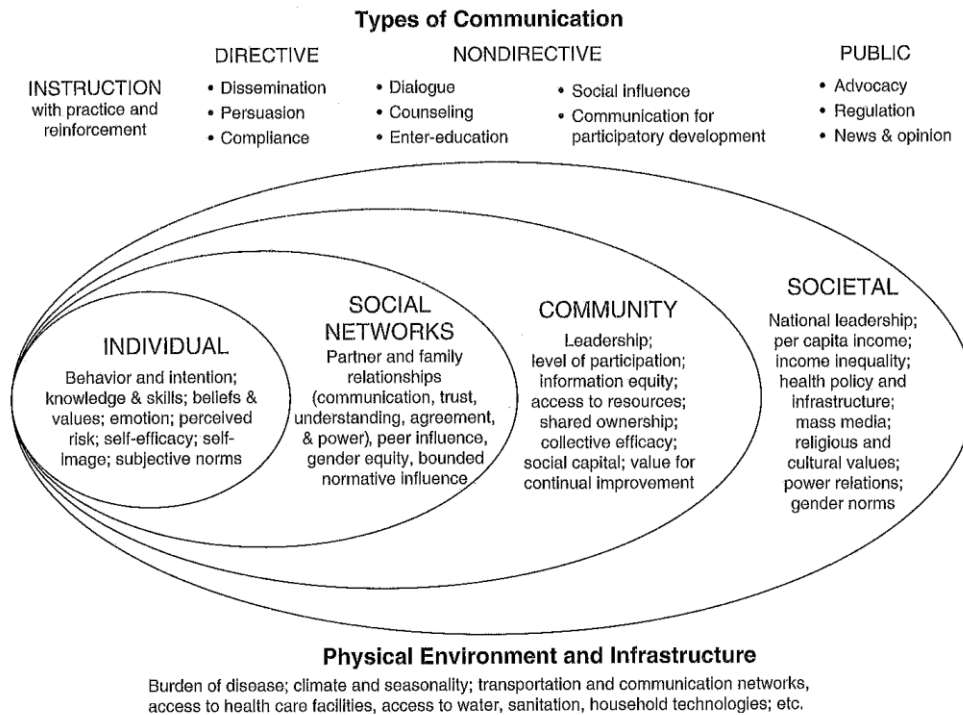 Types of Communication
INSTRUCTION
with practice and
reinforcement
DIRECTIVE
• Dissemination
• Persuasion
• Compliance
NONDIRECTIVE
• Dialogue
• Counseling
• Enter-education
• Social influence
• Communication for
participatory development
PUBLIC
• Advocacy
• Regulation
• News & opinion
INDIVIDUAL
Behavior and intention;
knowledge & skills; beliefs &
values; emotion; perceived
risk; self-efficacy; self-
image; subjective norms
SOCIAL
NETWORKS
Partner and family
relationships
(communication, trust,
understanding, agreement,
& power), peer influence,
gender equity, bounded
normative influence
COMMUNITY
Leadership;
level of participation;
information equity;
access to resources;
shared ownership;
collective efficacy;
social capital; value for
continual improvement
SOCIETAL
National leadership;
per capita income;
income inequality;
health policy and
infrastructure;
mass media;
religious and
cultural values;
power relations;
gender norms
Physical Environment and Infrastructure
Burden of disease; climate and seasonality; transportation and communication networks,
access to health care facilities, access to water, sanitation, household technologies; etc.